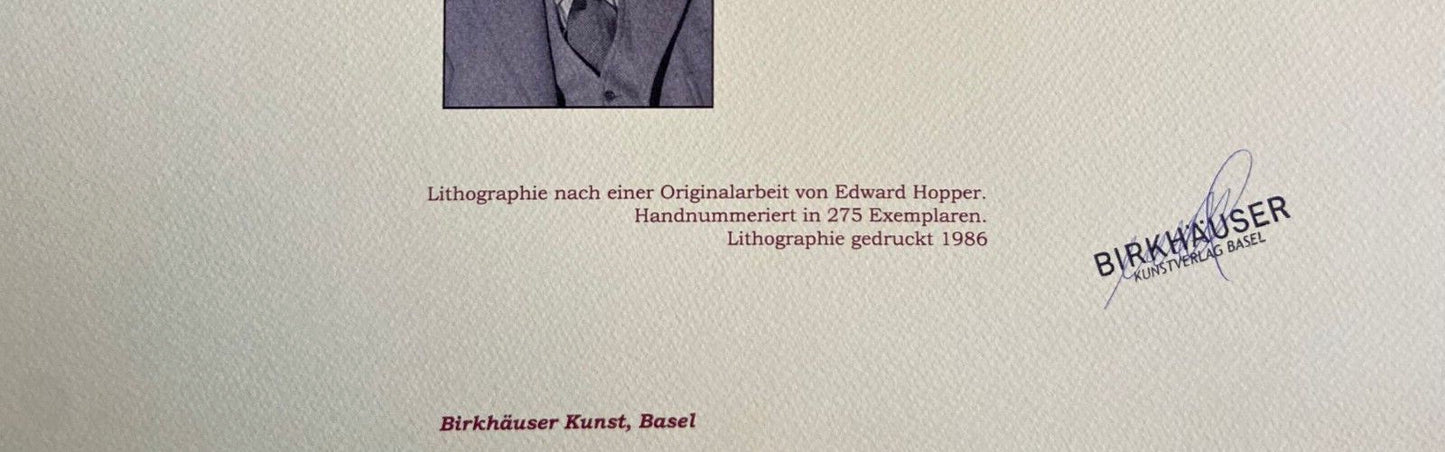 Lithographie nach einer Originalarbeit von Edward Hopper.
Handnummeriert in 275 Exemplaren.
Lithographie gedruckt 1986
BIRKHÄUSER
KUNSTVERLAG BASEL
Birkhäuser Kunst, Basel